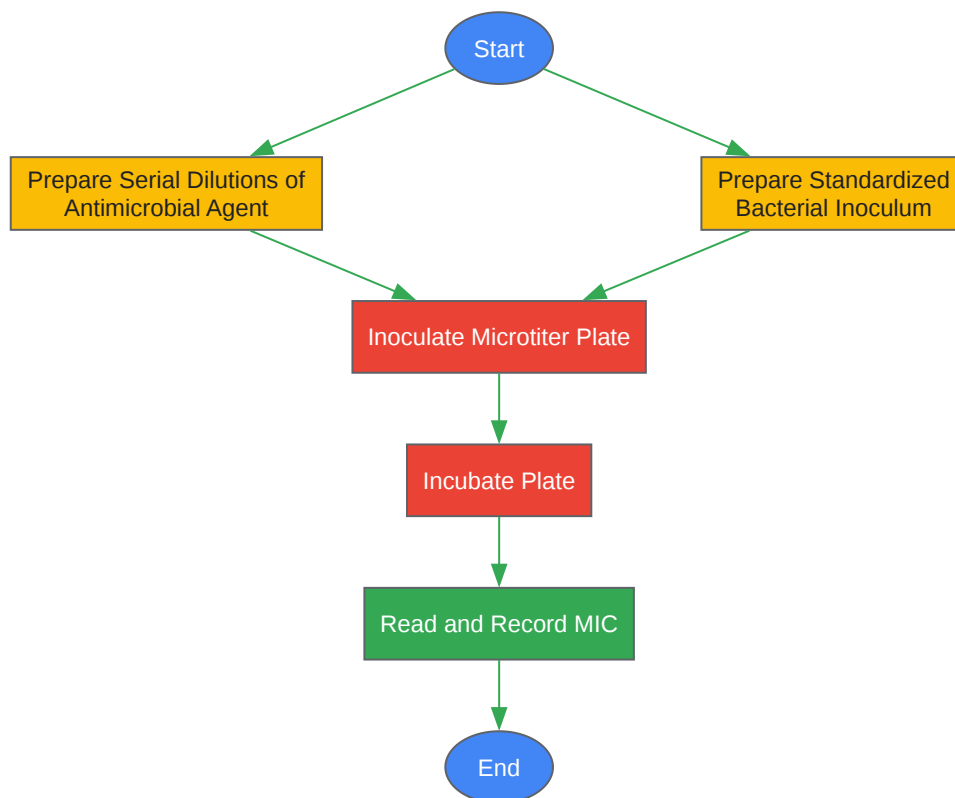 Start
Prepare Serial Dilutions of
Antimicrobial Agent
Prepare Standardized
Bacterial Inoculum
Inoculate Microtiter Plate
Incubate Plate
Read and Record MIC
End